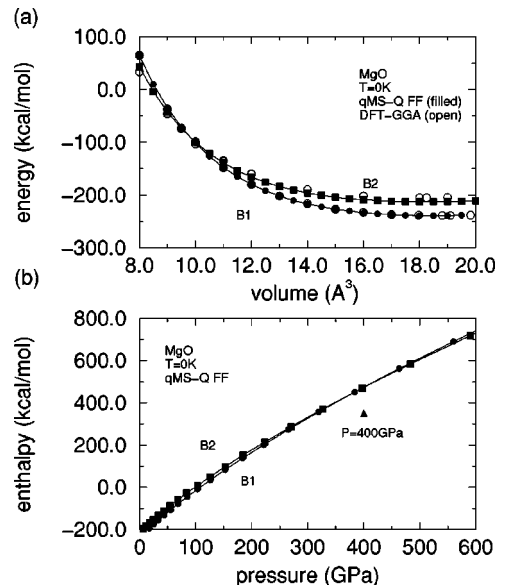 (a)
100.0
0.0
−100.0
−200.0
−300.0
energy (kcal/mol)
MgO
T=0K
qMS−Q FF (filled)
DFT−GGA (open)
B2
B1
8.0 10.0 12.0 14.0 16.0 18.0 20.0
volume (A³)
(b)
800.0
600.0
400.0
200.0
0.0
−200.0
enthalpy (kcal/mol)
MgO
T=0K
qMS−Q FF
B2
B1
P=400GPa
0 100 200 300 400 500 600
pressure (GPa)